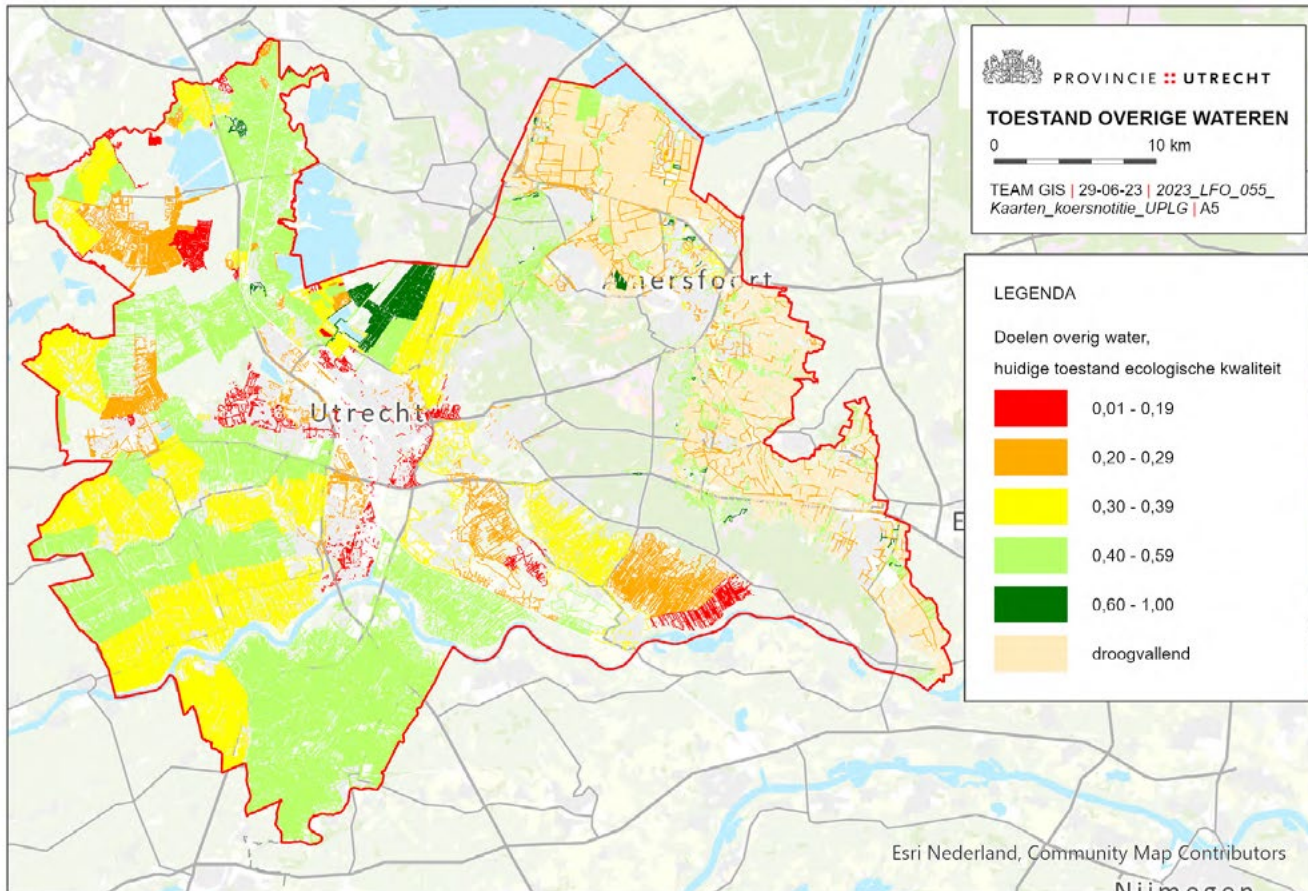 PROVINCIE :: UTRECHT
TOESTAND OVERIGE WATEREN
0 10 km
TEAM GIS | 29-06-23 | 2023_LFO_055_
Kaarten_koersnotitie_UPLG | A5
LEGENDA
Doelen overig water,
huidige toestand ecologische kwaliteit
0,01 - 0,19
0,20 - 0,29
0,30 - 0,39
0,40 - 0,59
0,60 - 1,00
droogvallend
Amersfoort
Utrecht
E
Esri Nederland, Community Map Contributors
Nijmegen